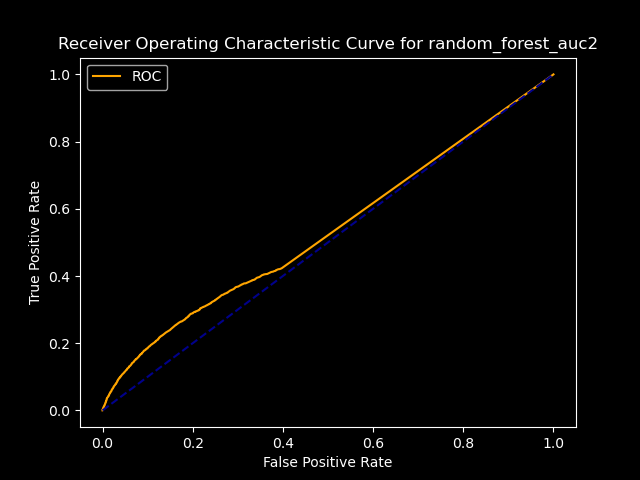 Receiver Operating Characteristic Curve for random_forest_auc2
ROC
1.0
0.8
0.6
0.4
0.2
0.0
True Positive Rate
0.0 0.2 0.4 0.6 0.8 1.0
False Positive Rate